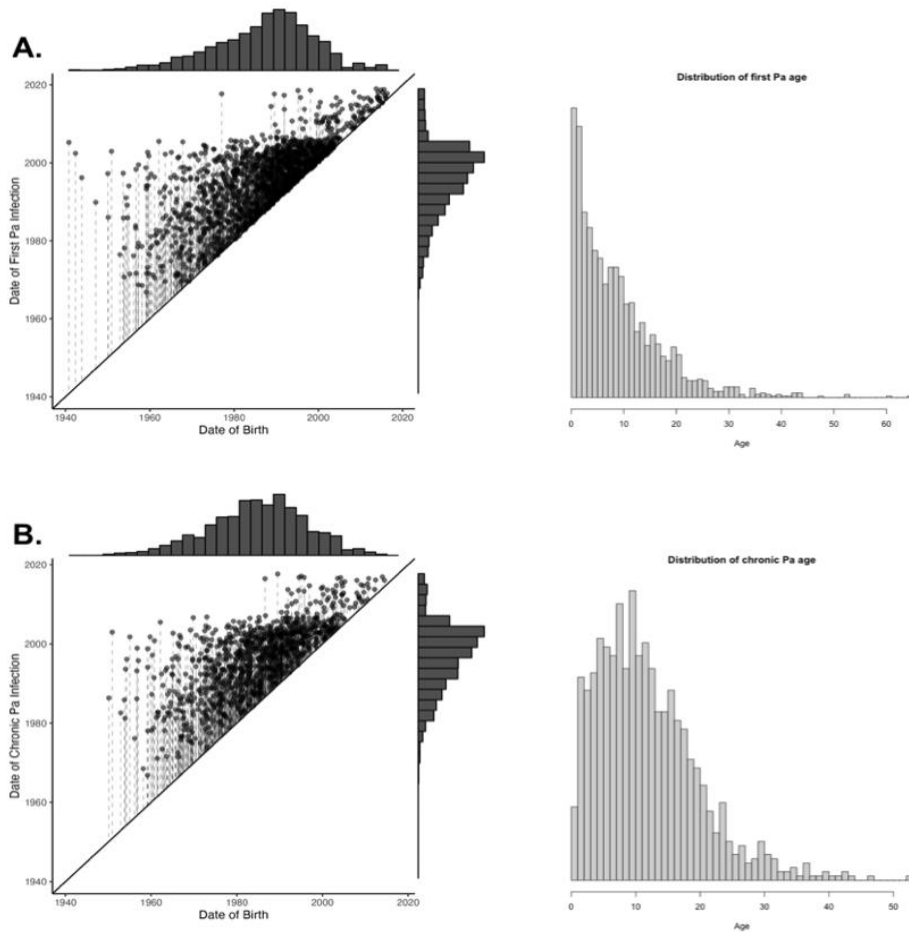 A.
2020
2000
1980
1960
1940
Date of First Pa Infection
1940 1960 1980 2000 2020
Date of Birth
Distribution of first Pa age
0 10 20 30 40 50 60
Age
B.
2020
2000
1980
1960
1940
Date of Chronic Pa Infection
1940 1960 1980 2000 2020
Date of Birth
Distribution of chronic Pa age
0 10 20 30 40 50
Age